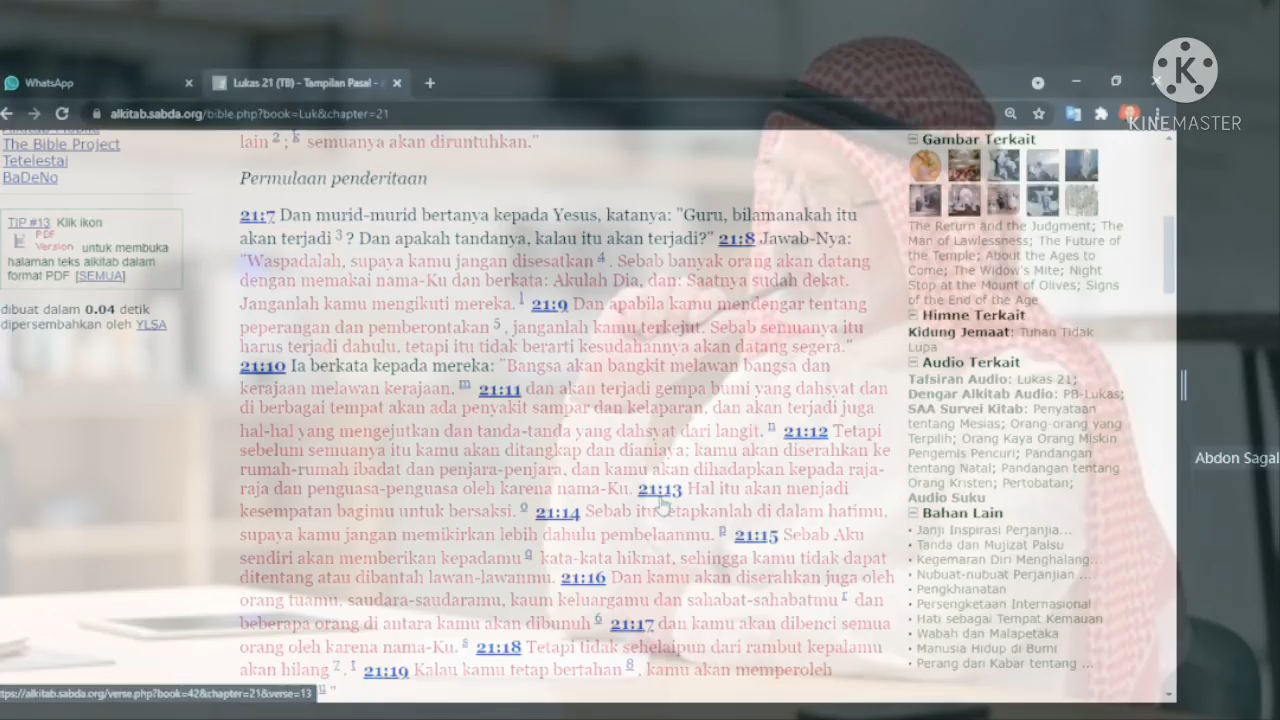 WhatsApp
Lukas 21 (TB) - Tampilan Pasal -
alkitab.sabda.org/bible.php?book=Luk&chapter=21
K
KINEMASTER
The Bible Project
Tetelestai
BaDeNo
TIP #13 Klik ikon
PDF
Version untuk membuka
halaman teks alkitab dalam
format PDF [SEMUA]
dibuat dalam 0.04 detik
dipersembahkan oleh YLSA
lain 2 ; k semuanya akan diruntuhkan."
Permulaan penderitaan
21:7 Dan murid-murid bertanya kepada Yesus, katanya: "Guru, bilamanakah itu
akan terjadi 3 ? Dan apakah tandanya, kalau itu akan terjadi?" 21:8 Jawab-Nya:
"Waspadalah, supaya kamu jangan disesatkan 4 . Sebab banyak orang akan datang
dengan memakai nama-Ku dan berkata: Akulah Dia, dan: Saatnya sudah dekat.
Janganlah kamu mengikuti mereka. l 21:9 Dan apabila kamu mendengar tentang
peperangan dan pemberontakan 5 , janganlah kamu terkejut. Sebab semuanya itu
harus terjadi dahulu, tetapi itu tidak berarti kesudahannya akan datang segera."
21:10 Ia berkata kepada mereka: "Bangsa akan bangkit melawan bangsa dan
kerajaan melawan kerajaan. m 21:11 dan akan terjadi gempa bumi yang dahsyat dan
di berbagai tempat akan ada penyakit sampar dan kelaparan, dan akan terjadi juga
hal-hal yang mengejutkan dan tanda-tanda yang dahsyat dari langit. n 21:12 Tetapi
sebelum semuanya itu kamu akan ditangkap dan dianiaya; kamu akan diserahkan ke
rumah-rumah ibadat dan penjara-penjara, dan kamu akan dihadapkan kepada raja-
raja dan penguasa-penguasa oleh karena nama-Ku. 21:13 Hal itu akan menjadi
kesempatan bagimu untuk bersaksi. o 21:14 Sebab itu tetapkanlah di dalam hatimu,
supaya kamu jangan memikirkan lebih dahulu pembelaanmu. p 21:15 Sebab Aku
sendiri akan memberikan kepadamu q kata-kata hikmat, sehingga kamu tidak dapat
ditentang atau dibantah lawan-lawanmu. 21:16 Dan kamu akan diserahkan juga oleh
orang tuamu, saudara-saudaramu, kaum keluargamu dan sahabat-sahabatmu r dan
beberapa orang di antara kamu akan dibunuh 6 21:17 dan kamu akan dibenci semua
orang oleh karena nama-Ku. s 21:18 Tetapi tidak sehelaipun dari rambut kepalamu
akan hilang 7 . t 21:19 Kalau kamu tetap bertahan 8 , kamu akan memperoleh
u "
Gambar Terkait
The Return and the Judgment; The
Man of Lawlessness; The Future of
the Temple; About the Ages to
Come; The Widow's Mite; Night
Stop at the Mount of Olives; Signs
of the End of the Age
Himne Terkait
Kidung Jemaat: Tuhan Tidak
Lupa
Audio Terkait
Tafsiran Audio: Lukas 21;
Dengar Alkitab Audio: PB-Lukas;
SAA Survei Kitab: Penyataan
tentang Mesias; Orang-orang yang
Terpilih; Orang Kaya Orang Miskin
Pengemis Pencuri; Pandangan
tentang Natal; Pandangan tentang
Orang Kristen; Pertobatan;
Audio Suku
Bahan Lain
• Janji Inspirasi Perjanjia...
• Tanda dan Mujizat Palsu
• Kegemaran Diri Menghalang...
• Nubuat-nubuat Perjanjian ...
• Pengkhianatan
• Persengketaan Internasional
• Hati sebagai Tempat Kemauan
• Wabah dan Malapetaka
• Manusia Hidup di Bumi
• Perang dan Kabar tentang ...
Abdon Sagal
ttps://alkitab.sabda.org/verse.php?book=42&chapter=21&verse=13